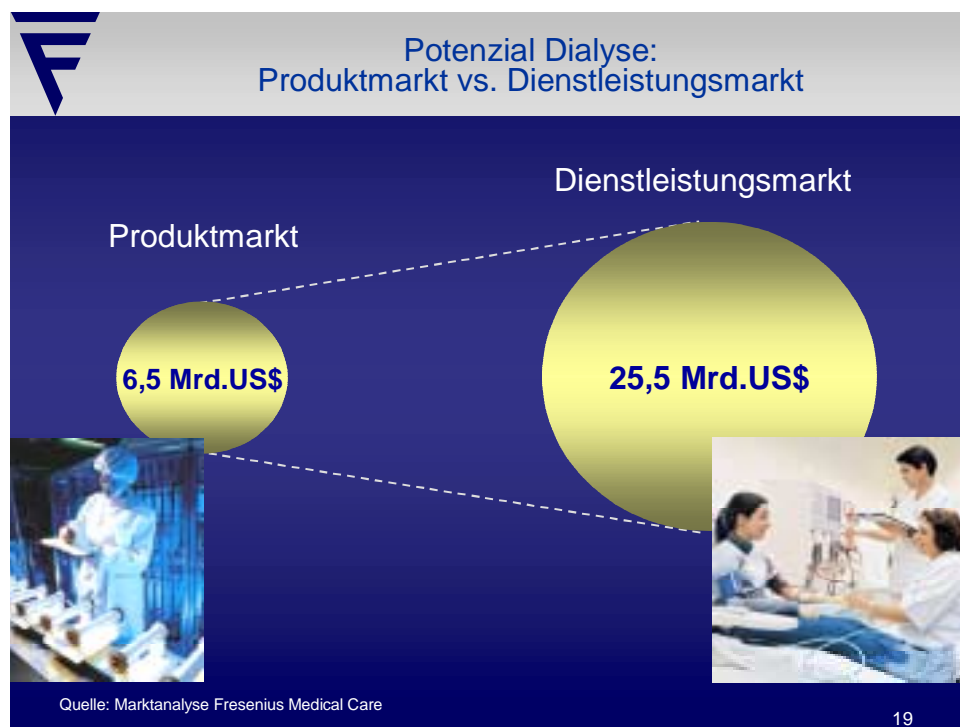 Potenzial Dialyse:
Produktmarkt vs. Dienstleistungsmarkt
Dienstleistungsmarkt
Produktmarkt
6,5 Mrd.US$
25,5 Mrd.US$
Quelle: Marktanalyse Fresenius Medical Care
19